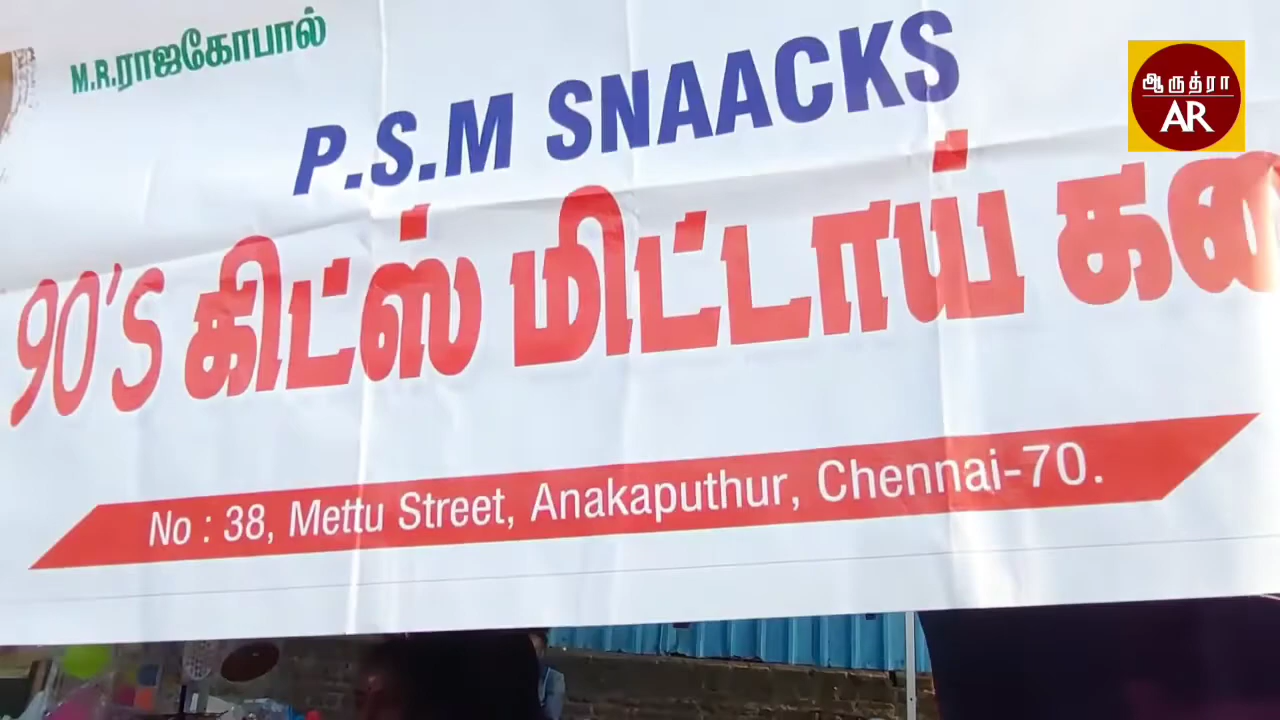 M.R.ராஜகோபால்
P.S.M SNAACKS
90'S கிட்ஸ் மிட்டாய்
No : 38, Mettu Street, Anakaputhur, Chennai-70.
ஆருத்ரா
AR